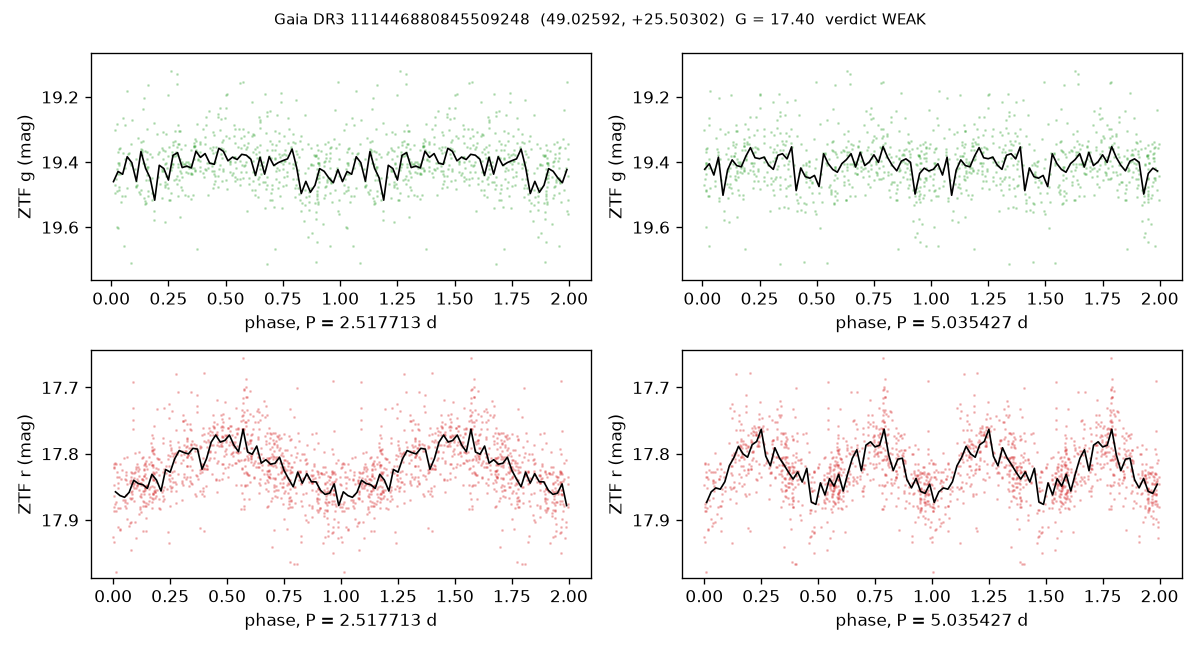 Gaia DR3 111446880845509248 (49.02592, +25.50302) G = 17.40 verdict WEAK
ZTF g (mag)
19.2
19.4
19.6
0.00 0.25 0.50 0.75 1.00 1.25 1.50 1.75 2.00
phase, P = 2.517713 d
ZTF g (mag)
19.2
19.4
19.6
0.00 0.25 0.50 0.75 1.00 1.25 1.50 1.75 2.00
phase, P = 5.035427 d
ZTF r (mag)
17.7
17.8
17.9
0.00 0.25 0.50 0.75 1.00 1.25 1.50 1.75 2.00
phase, P = 2.517713 d
ZTF r (mag)
17.7
17.8
17.9
0.00 0.25 0.50 0.75 1.00 1.25 1.50 1.75 2.00
phase, P = 5.035427 d